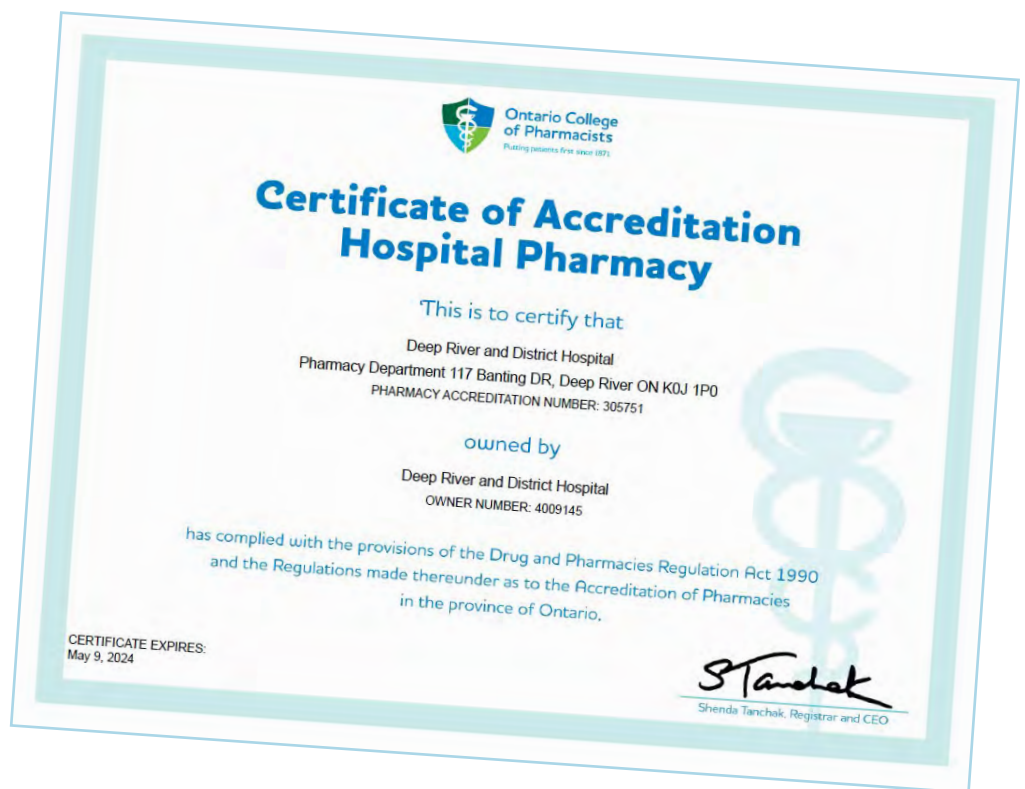 Ontario College
of Pharmacists
Putting patients first since 1871
Certificate of Accreditation
Hospital Pharmacy
This is to certify that
Deep River and District Hospital
Pharmacy Department 117 Banting DR, Deep River ON K0J 1P0
PHARMACY ACCREDITATION NUMBER: 305751
owned by
Deep River and District Hospital
OWNER NUMBER: 4009145
has complied with the provisions of the Drug and Pharmacies Regulation Act 1990
and the Regulations made thereunder as to the Accreditation of Pharmacies
in the province of Ontario.
CERTIFICATE EXPIRES:
May 9, 2024
STanchak
Shenda Tanchak, Registrar and CEO